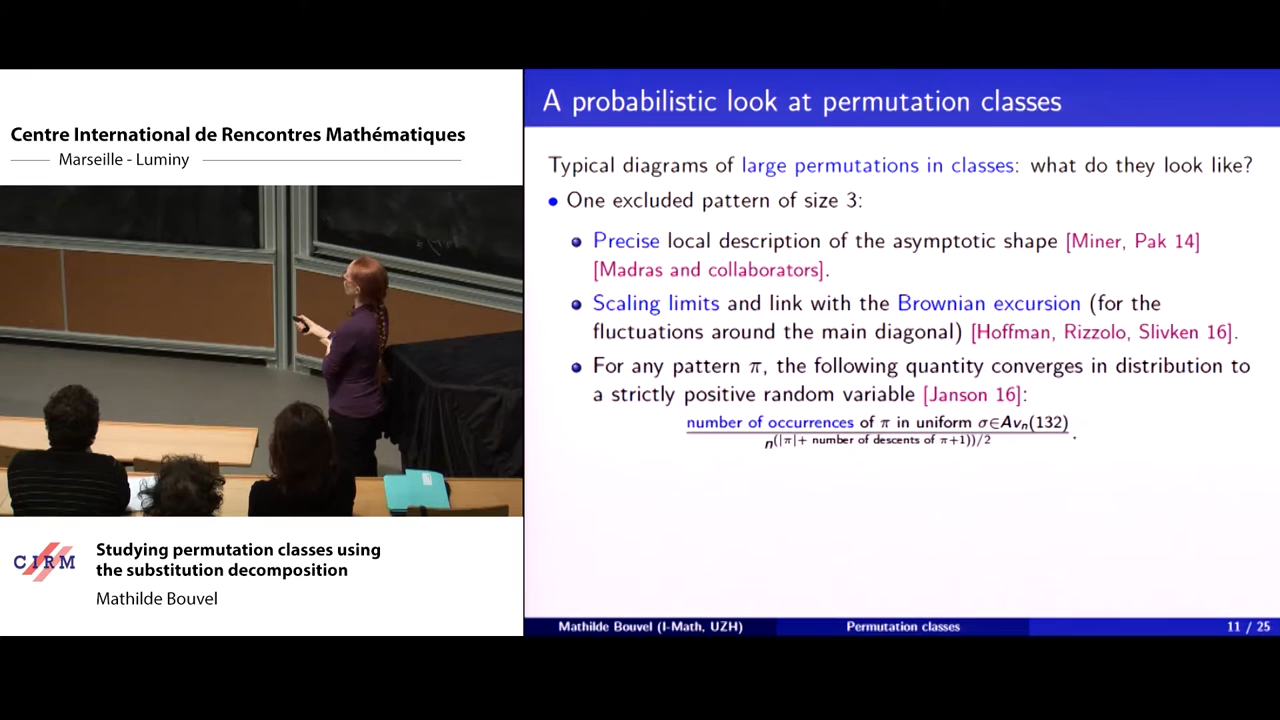 Centre International de Rencontres Mathématiques
Marseille - Luminy
CIRM
Studying permutation classes using
the substitution decomposition
Mathilde Bouvel
A probabilistic look at permutation classes
Typical diagrams of large permutations in classes: what do they look like?
• One excluded pattern of size 3:
• Precise local description of the asymptotic shape [Miner, Pak 14]
[Madras and collaborators].
• Scaling limits and link with the Brownian excursion (for the
fluctuations around the main diagonal) [Hoffman, Rizzolo, Slivken 16].
• For any pattern π, the following quantity converges in distribution to
a strictly positive random variable [Janson 16]:
number of occurrences of π in uniform σ∈Avₙ(132)
n(|π|+ number of descents of π+1))/2 .
Mathilde Bouvel (I-Math, UZH)
Permutation classes
11 / 25